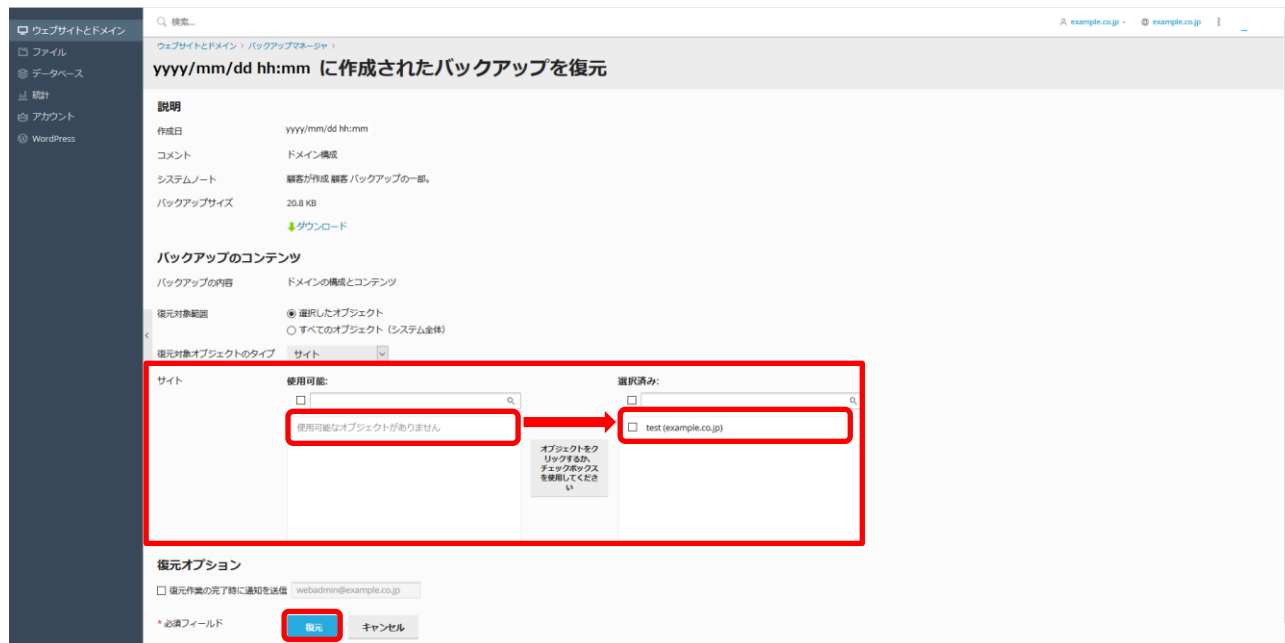 検索...
example.co.jp
example.co.jp
ウェブサイトとドメイン
ファイル
データベース
統計
アカウント
WordPress
ウェブサイトとドメイン > バックアップマネージャ >
yyyy/mm/dd hh:mm に作成されたバックアップを復元
説明
作成日 yyyy/mm/dd hh:mm
コメント ドメイン構成
システムノート 顧客が作成 顧客 バックアップの一部。
バックアップサイズ 20.8 KB
ダウンロード
バックアップのコンテンツ
バックアップの内容 ドメインの構成とコンテンツ
復元対象範囲 選択したオブジェクト
すべてのオブジェクト（システム全体）
復元対象オブジェクトのタイプ サイト
サイト 使用可能: 選択済み:
使用可能なオブジェクトがありません test (example.co.jp)
オブジェクトをク
リックするか、
チェックボックス
を使用してくださ
い
復元オプション
復元作業の完了時に通知を送信 webadmin@example.co.jp
* 必須フィールド 復元 キャンセル